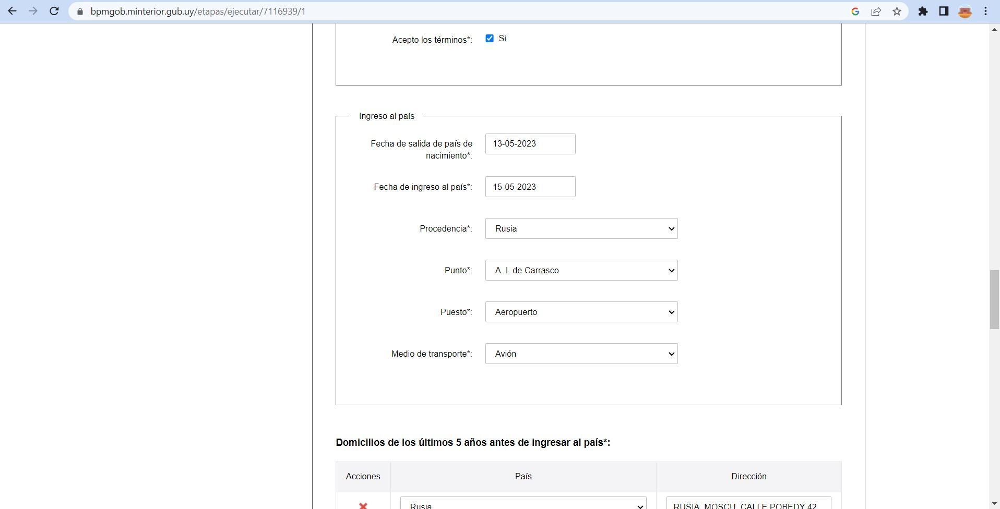 bpmgob.minterior.gub.uy/etapas/ejecutar/7116939/1
Acepto los términos*: Si
Ingreso al país
Fecha de salida de país de nacimiento*: 13-05-2023
Fecha de ingreso al país*: 15-05-2023
Procedencia*: Rusia
Punto*: A. I. de Carrasco
Puesto*: Aeropuerto
Medio de transporte*: Avión
Domicilios de los últimos 5 años antes de ingresar al país*:
Acciones País Dirección
Rusia RUSIA, MOSCU, CALLE POBEDY 42,